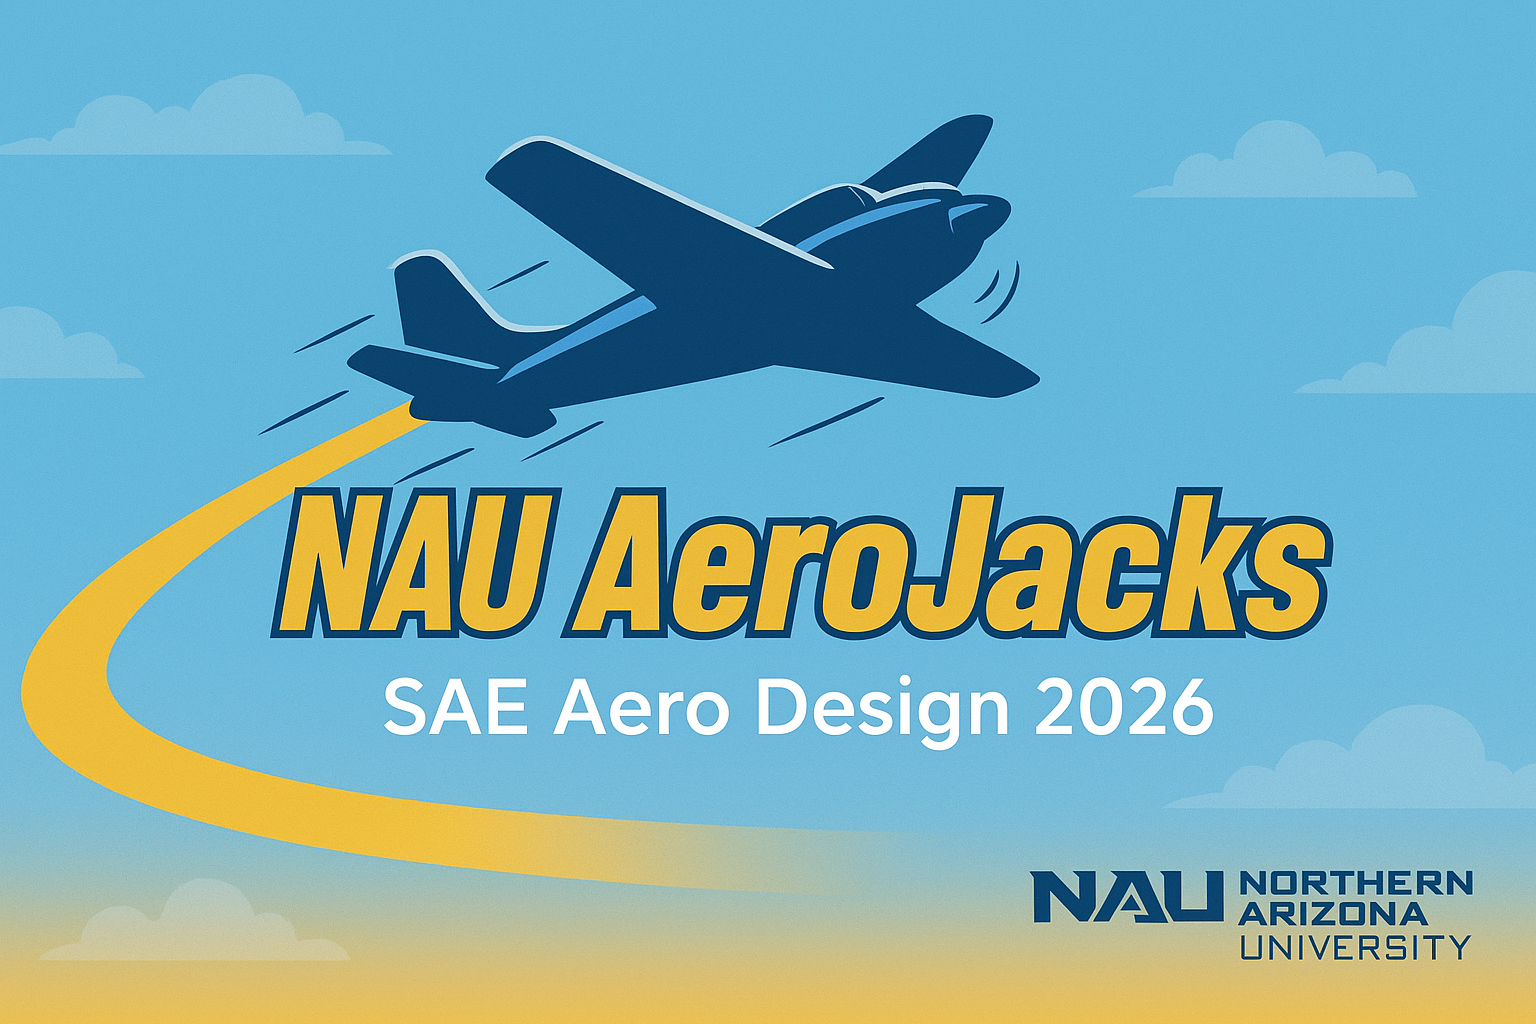 NAU AeroJacks
SAE Aero Design 2026
NAU NORTHERN
ARIZONA
UNIVERSITY